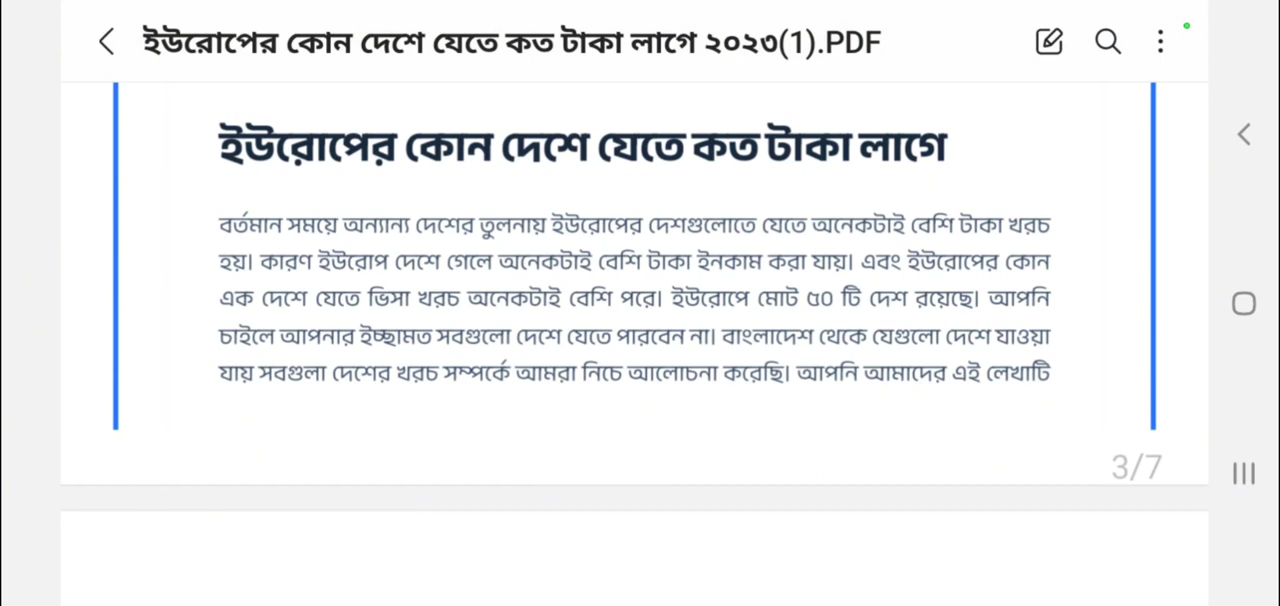 ইউরোপের কোন দেশে যেতে কত টাকা লাগে ২০২৩(1).PDF
ইউরোপের কোন দেশে যেতে কত টাকা লাগে
বর্তমান সময়ে অন্যান্য দেশের তুলনায় ইউরোপের দেশগুলোতে যেতে অনেকটাই বেশি টাকা খরচ
হয়। কারণ ইউরোপ দেশে গেলে অনেকটাই বেশি টাকা ইনকাম করা যায়। এবং ইউরোপের কোন
এক দেশে যেতে ভিসা খরচ অনেকটাই বেশি পরে। ইউরোপে মোট ৫০ টি দেশ রয়েছে। আপনি
চাইলে আপনার ইচ্ছামত সবগুলো দেশে যেতে পারবেন না। বাংলাদেশ থেকে যেগুলো দেশে যাওয়া
যায় সবগুলা দেশের খরচ সম্পর্কে আমরা নিচে আলোচনা করেছি। আপনি আমাদের এই লেখাটি
3/7